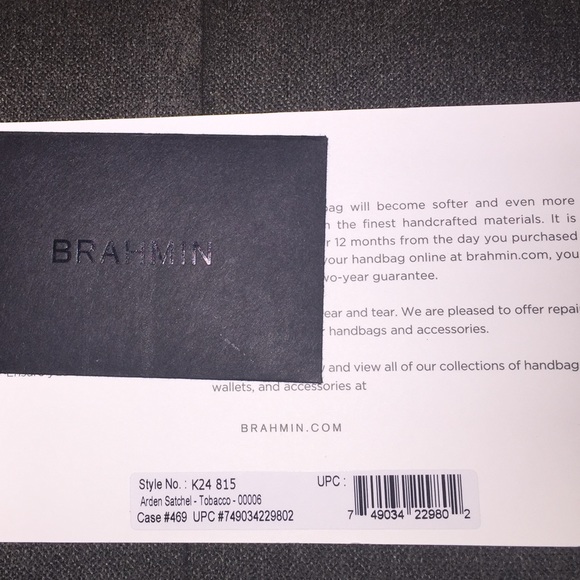 BRAHMIN
bag will become softer and even more
the finest handcrafted materials. It is
12 months from the day you purchased
your handbag online at brahmin.com, you
two-year guarantee.
wear and tear. We are pleased to offer repair
handbags and accessories.
and view all of our collections of handbag
wallets, and accessories at
BRAHMIN.COM
Style No. : K24 815
Arden Satchel - Tobacco - 00006
Case #469 UPC #749034229802
UPC :
7 49034 22980 2